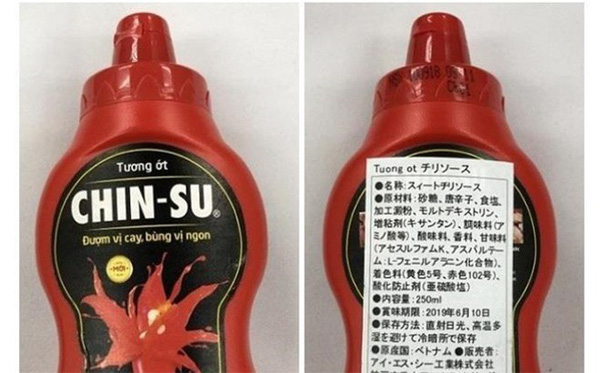 Tương ớt
CHIN-SU®
Đượm vị cay, bùng vị ngon
MỚI
Tuong ot チリソース
●名称:スィートチリソース
●原材料:砂糖、唐辛子、食塩、
加工澱粉、モルトデキストリン、
増粘剤(キサンタン)、調味料(ア
ミノ酸等)、酸味料、香料、甘味料
(アセスルファムK、アスパルテー
ム:L-フェニルアラニン化合物)、
着色料(黄色5号、赤色102号)、
酸化防止剤(亜硫酸塩)
●内容量:250ml
●賞味期限:2019年6月10日
●保存方法:直射日光、高温多
湿を避けて冷暗所で保存
●原産国:ベトナム ●販売者:
アイ・エス・シー工業株式会社